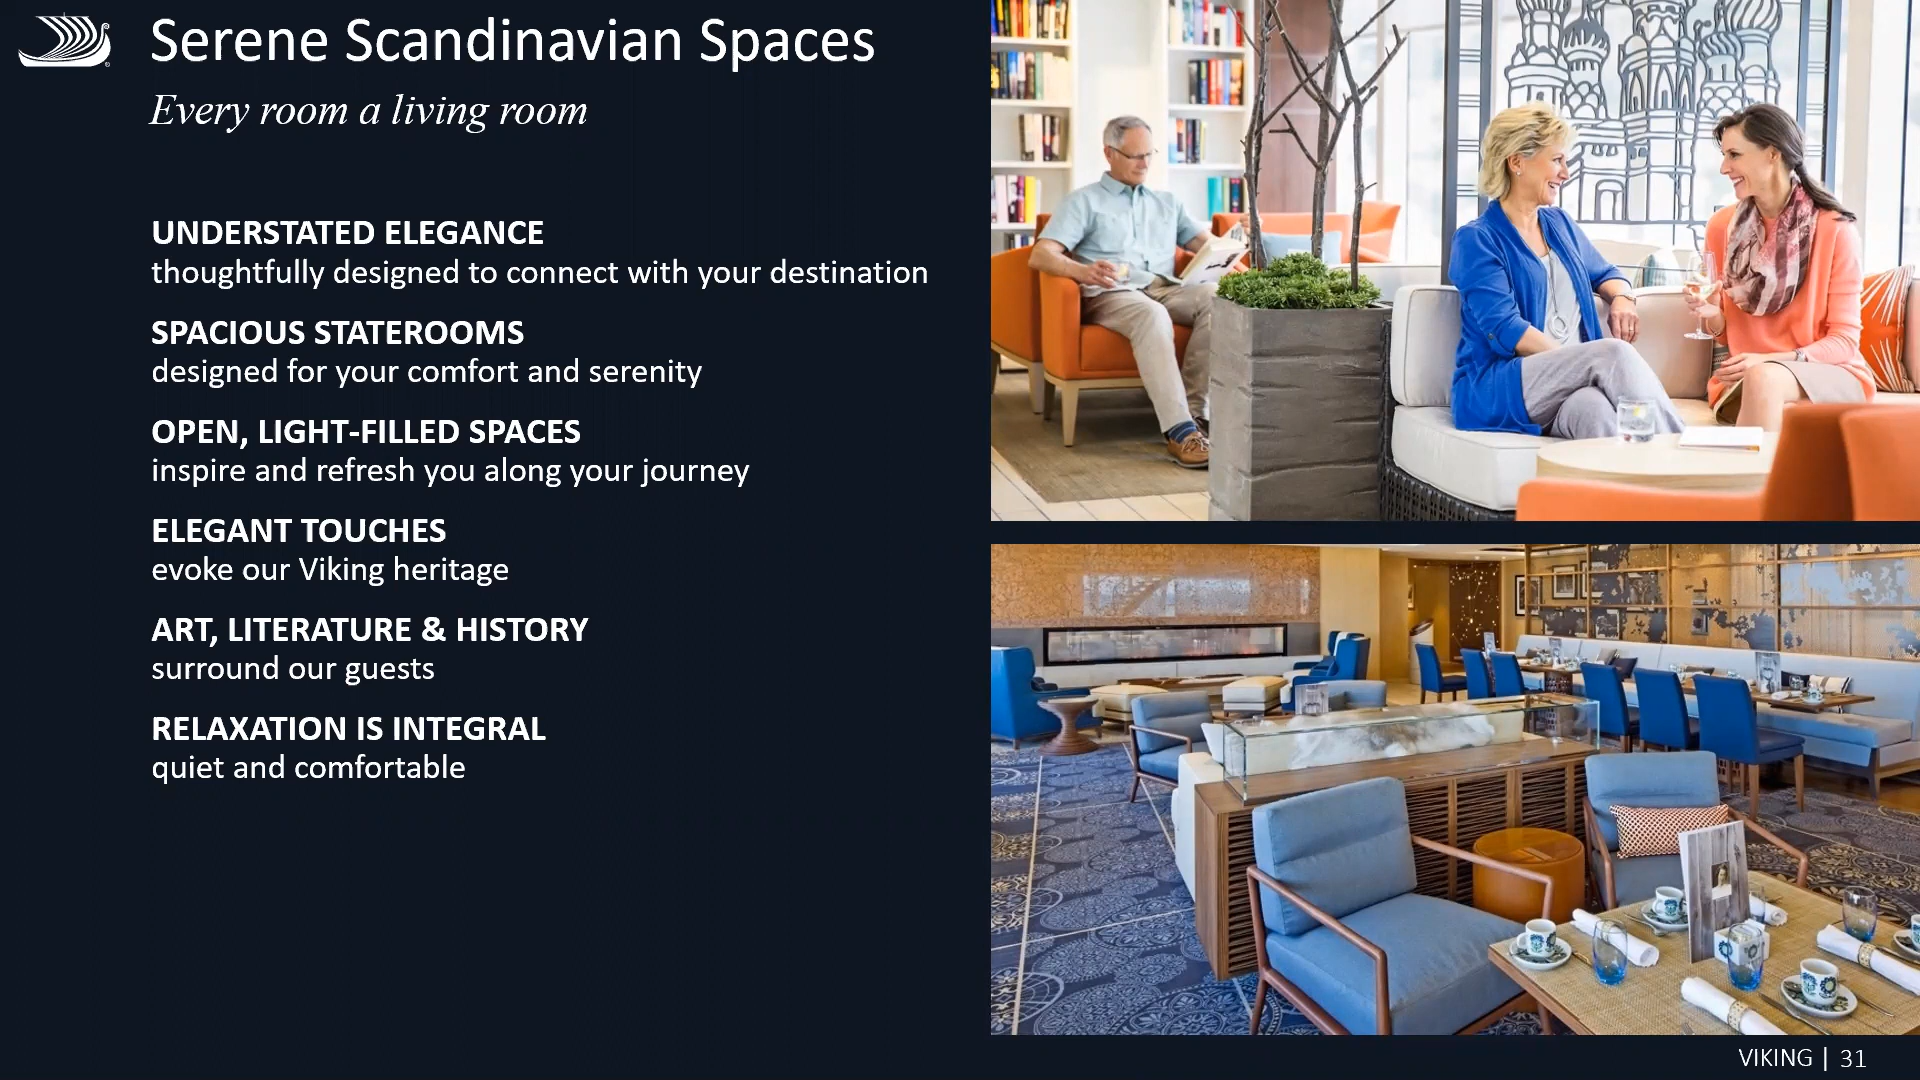 Serene Scandinavian Spaces
Every room a living room
UNDERSTATED ELEGANCE
thoughtfully designed to connect with your destination
SPACIOUS STATEROOMS
designed for your comfort and serenity
OPEN, LIGHT-FILLED SPACES
inspire and refresh you along your journey
ELEGANT TOUCHES
evoke our Viking heritage
ART, LITERATURE & HISTORY
surround our guests
RELAXATION IS INTEGRAL
quiet and comfortable
VIKING | 31